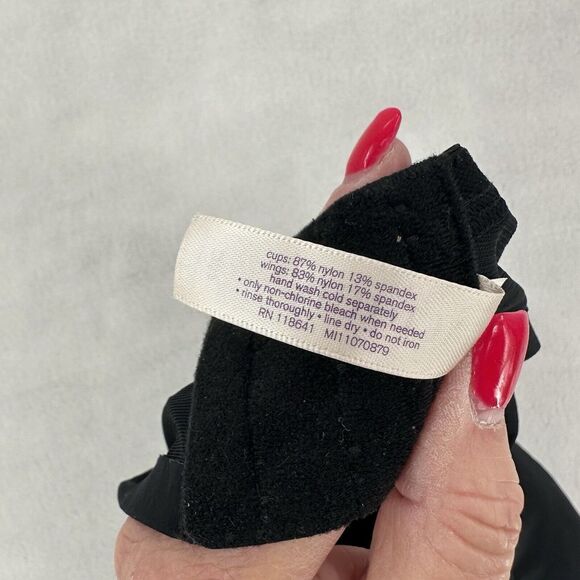 cups: 87% nylon 13% spandex
wings: 83% nylon 17% spandex
hand wash cold separately
• only non-chlorine bleach when needed
• rinse thoroughly • line dry • do not iron
RN 118641 MI11070879